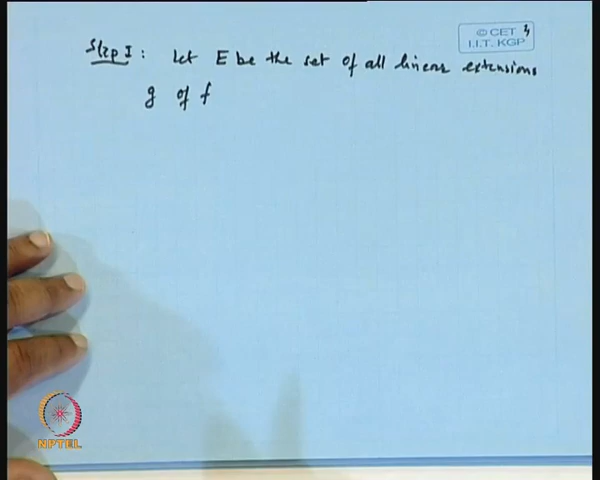 © CET
I.I.T. KGP
Step I : Let E be the set of all linear extensions
g of f
NPTEL